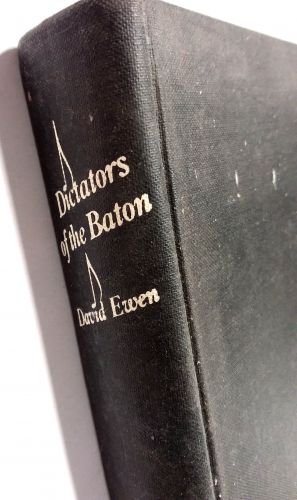 Dictators
of the Baton
David Ewen